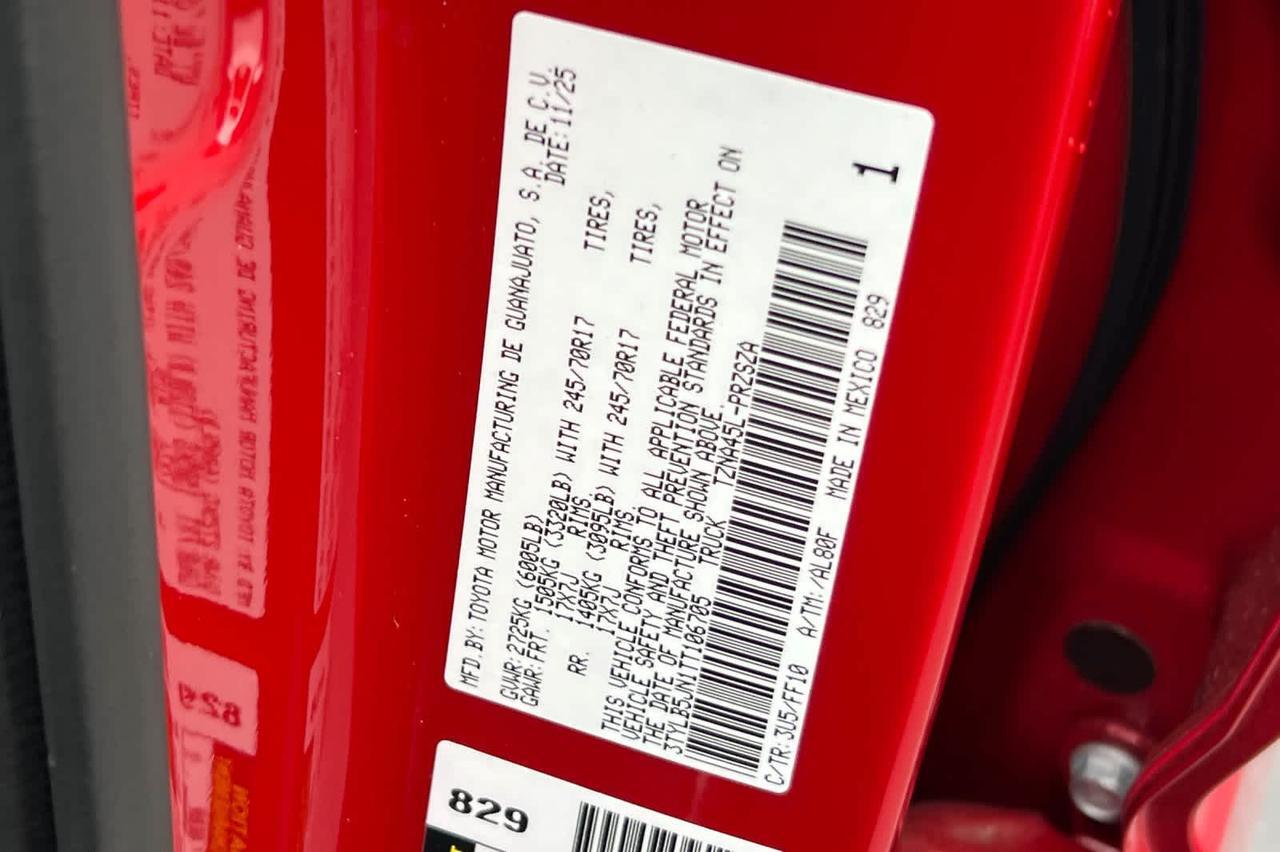 MFD. BY: TOYOTA MOTOR MANUFACTURING DE GUANAJUATO, S.A. DE C.V.
DATE: 11/25
GVWR: 2725KG (6005LB)
GAWR: FRT. 1505KG (3320LB) WITH 245/70R17 TIRES,
17X7J RIMS.
RR. 1405KG (3095LB) WITH 245/70R17 TIRES,
17X7J RIMS.
THIS VEHICLE CONFORMS TO ALL APPLICABLE FEDERAL MOTOR
VEHICLE SAFETY AND THEFT PREVENTION STANDARDS IN EFFECT ON
THE DATE OF MANUFACTURE SHOWN ABOVE.
3TYLB5JN1TT106705 TRUCK TZNA45L-PRZSZA
1
C/TR: 3U5/FF10 A/TM: /AL80F MADE IN MEXICO 829
829